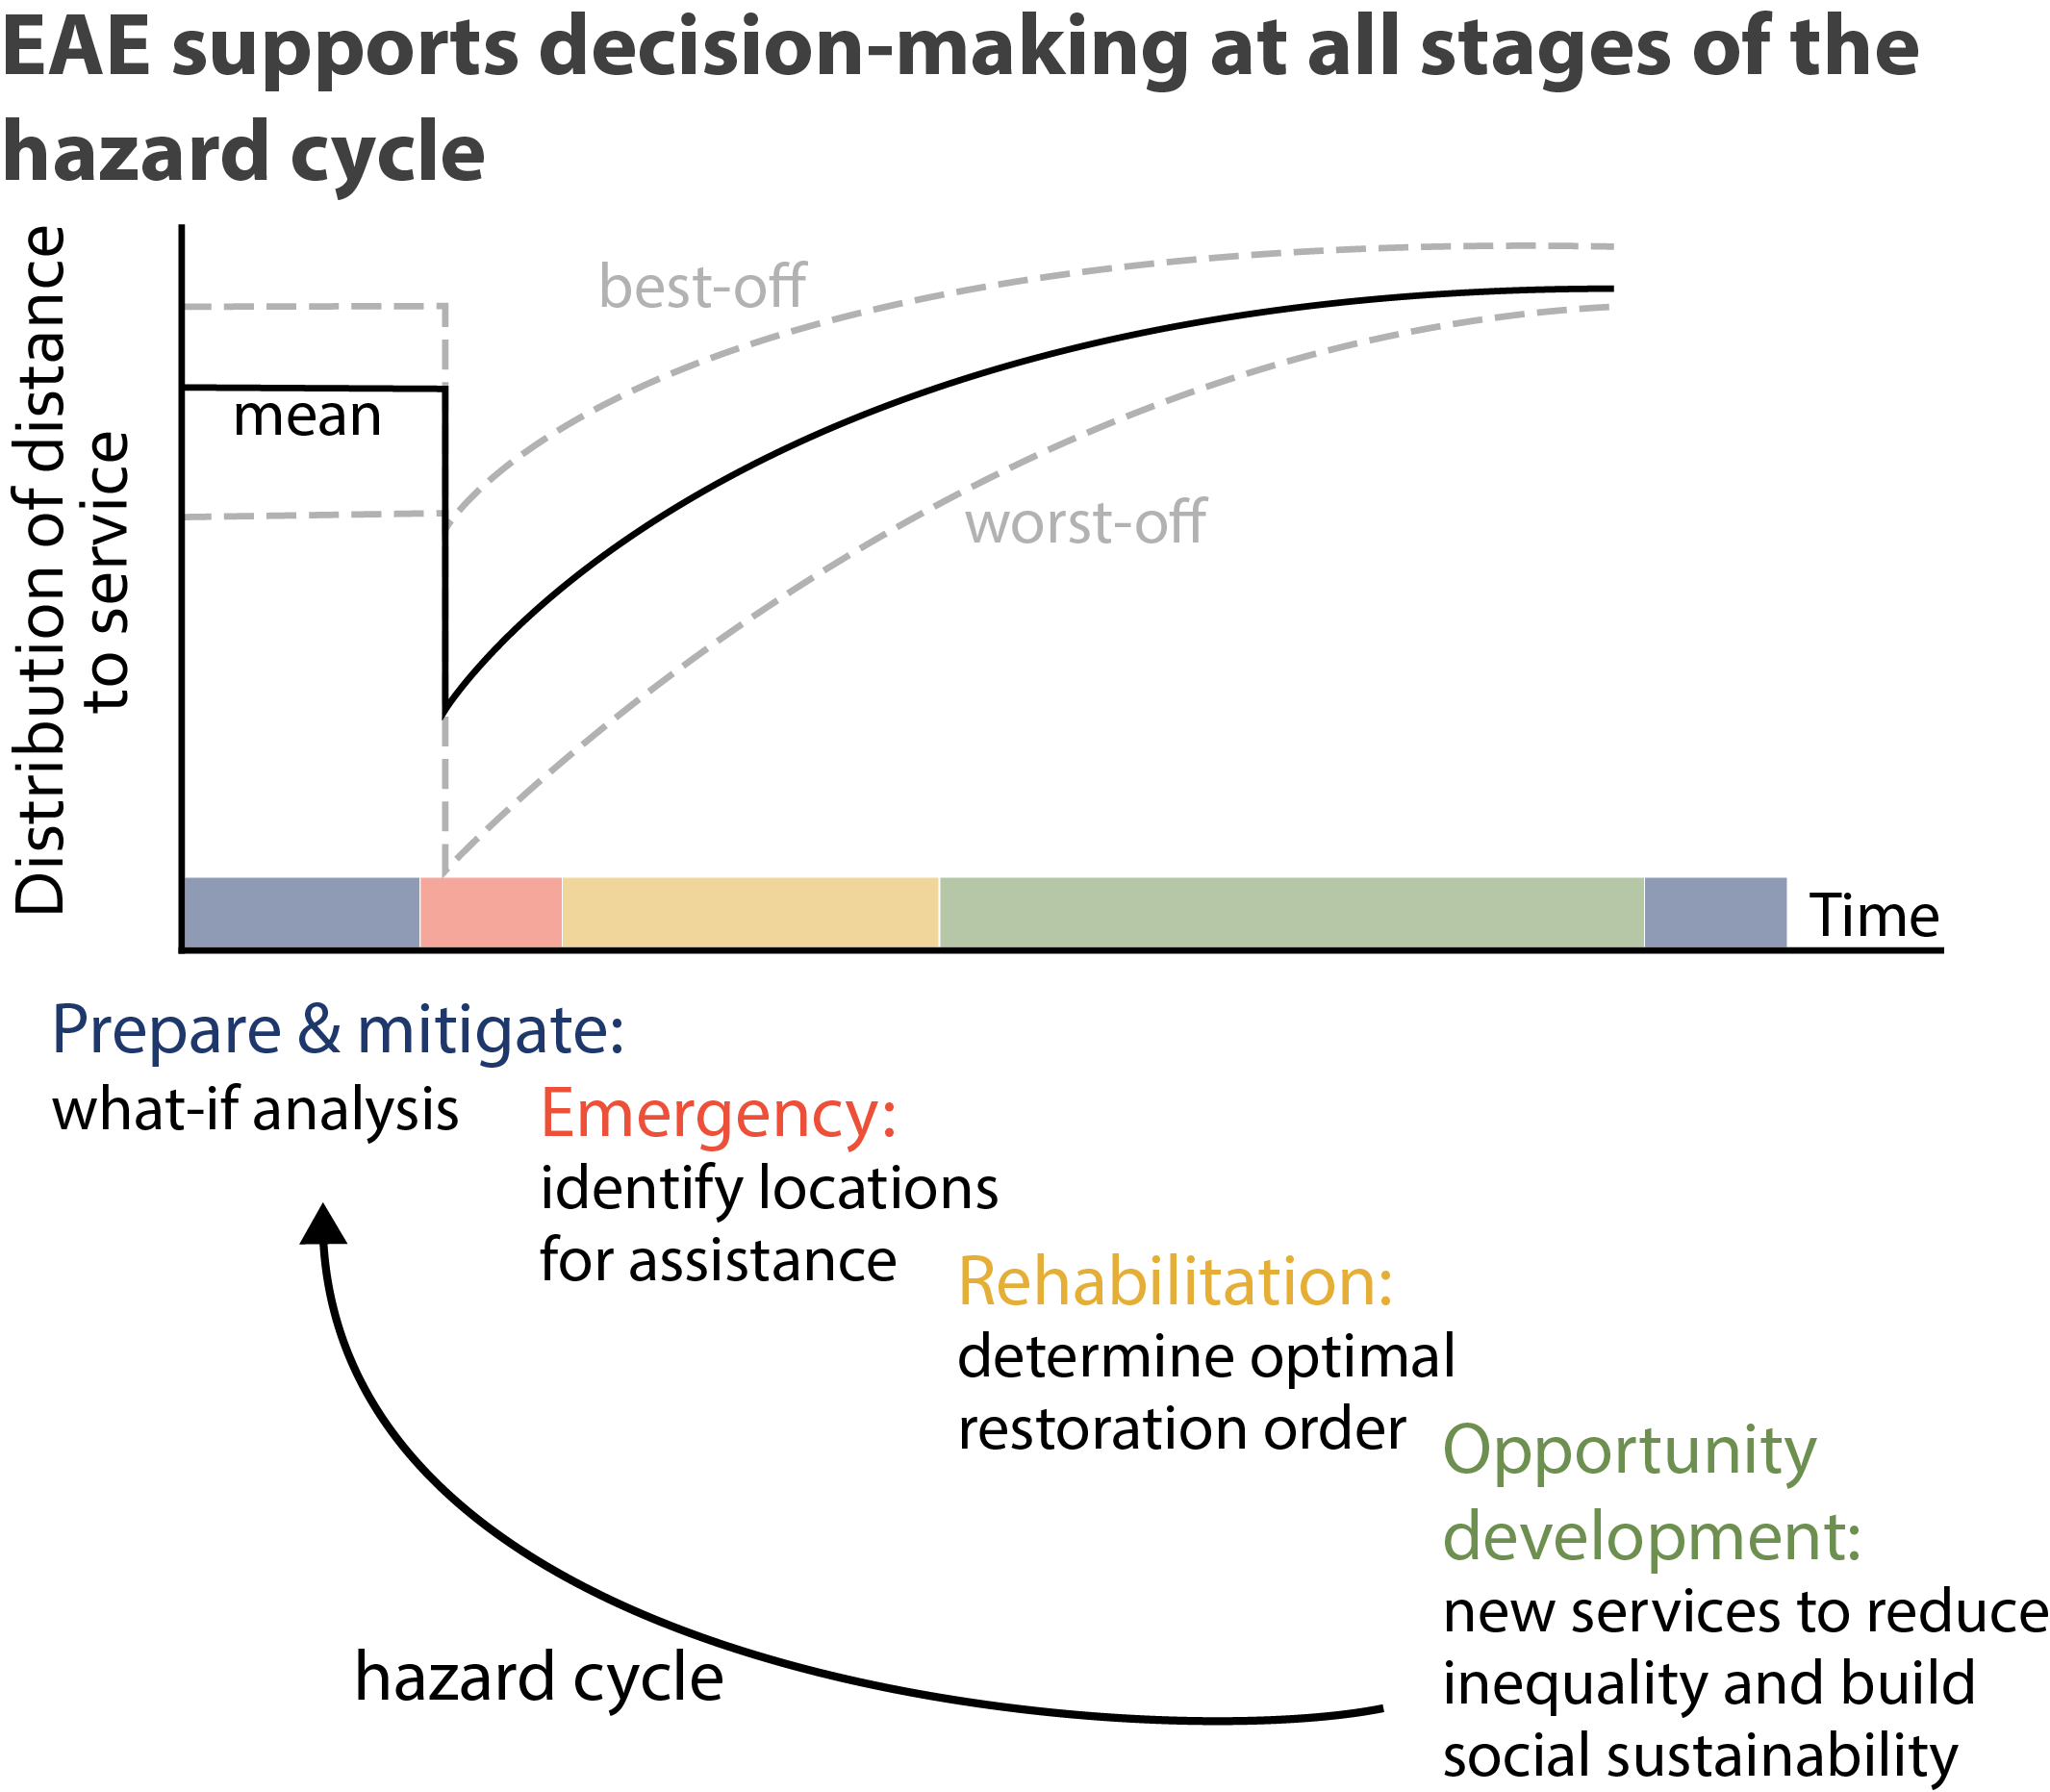 EAE supports decision-making at all stages of the
hazard cycle
Distribution of distance
to service
best-off
mean
worst-off
Time
Prepare & mitigate:
what-if analysis
Emergency:
identify locations
for assistance
Rehabilitation:
determine optimal
restoration order
Opportunity
development:
new services to reduce
inequality and build
social sustainability
hazard cycle